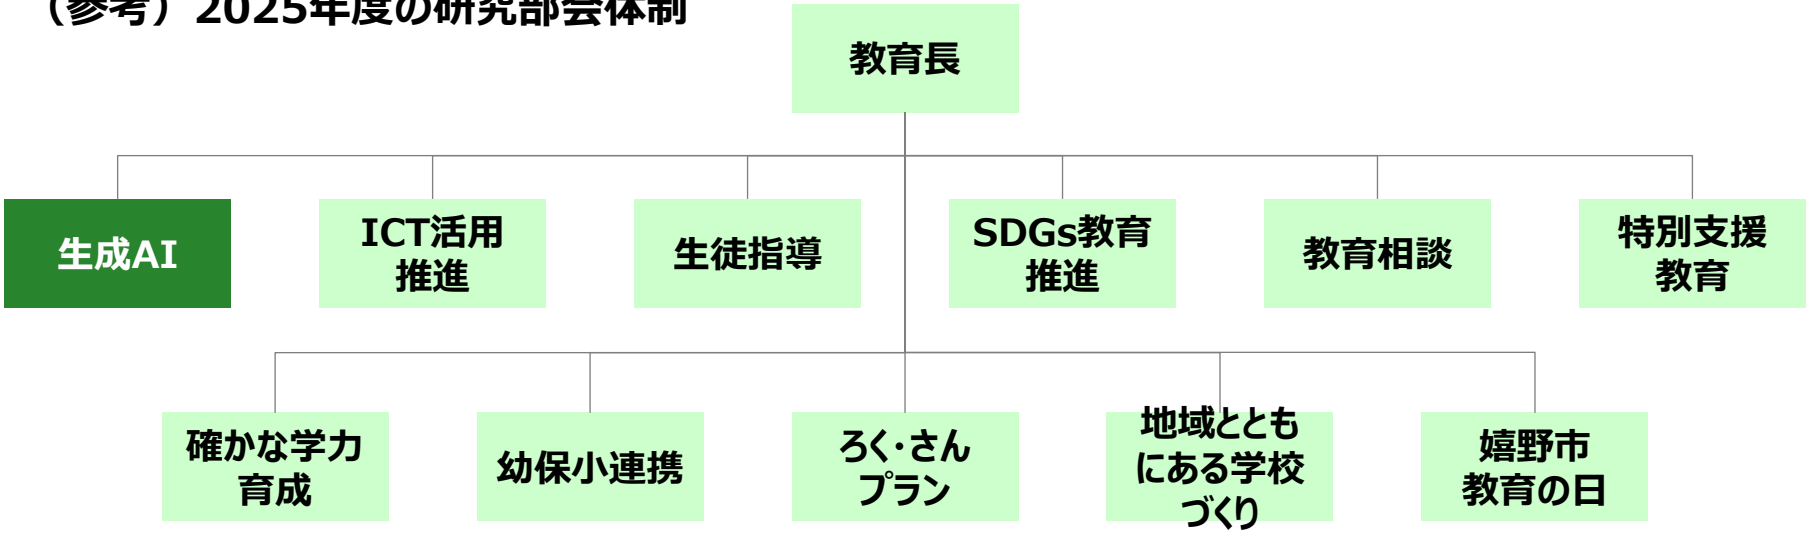 (参考) 2025年度の研究部会体制
教育長
生成AI
ICT活用
推進
生徒指導
SDGs教育
推進
教育相談
特別支援
教育
確かな学力
育成
幼保小連携
ろく・さん
プラン
地域ととも
にある学校
づくり
嬉野市
教育の日